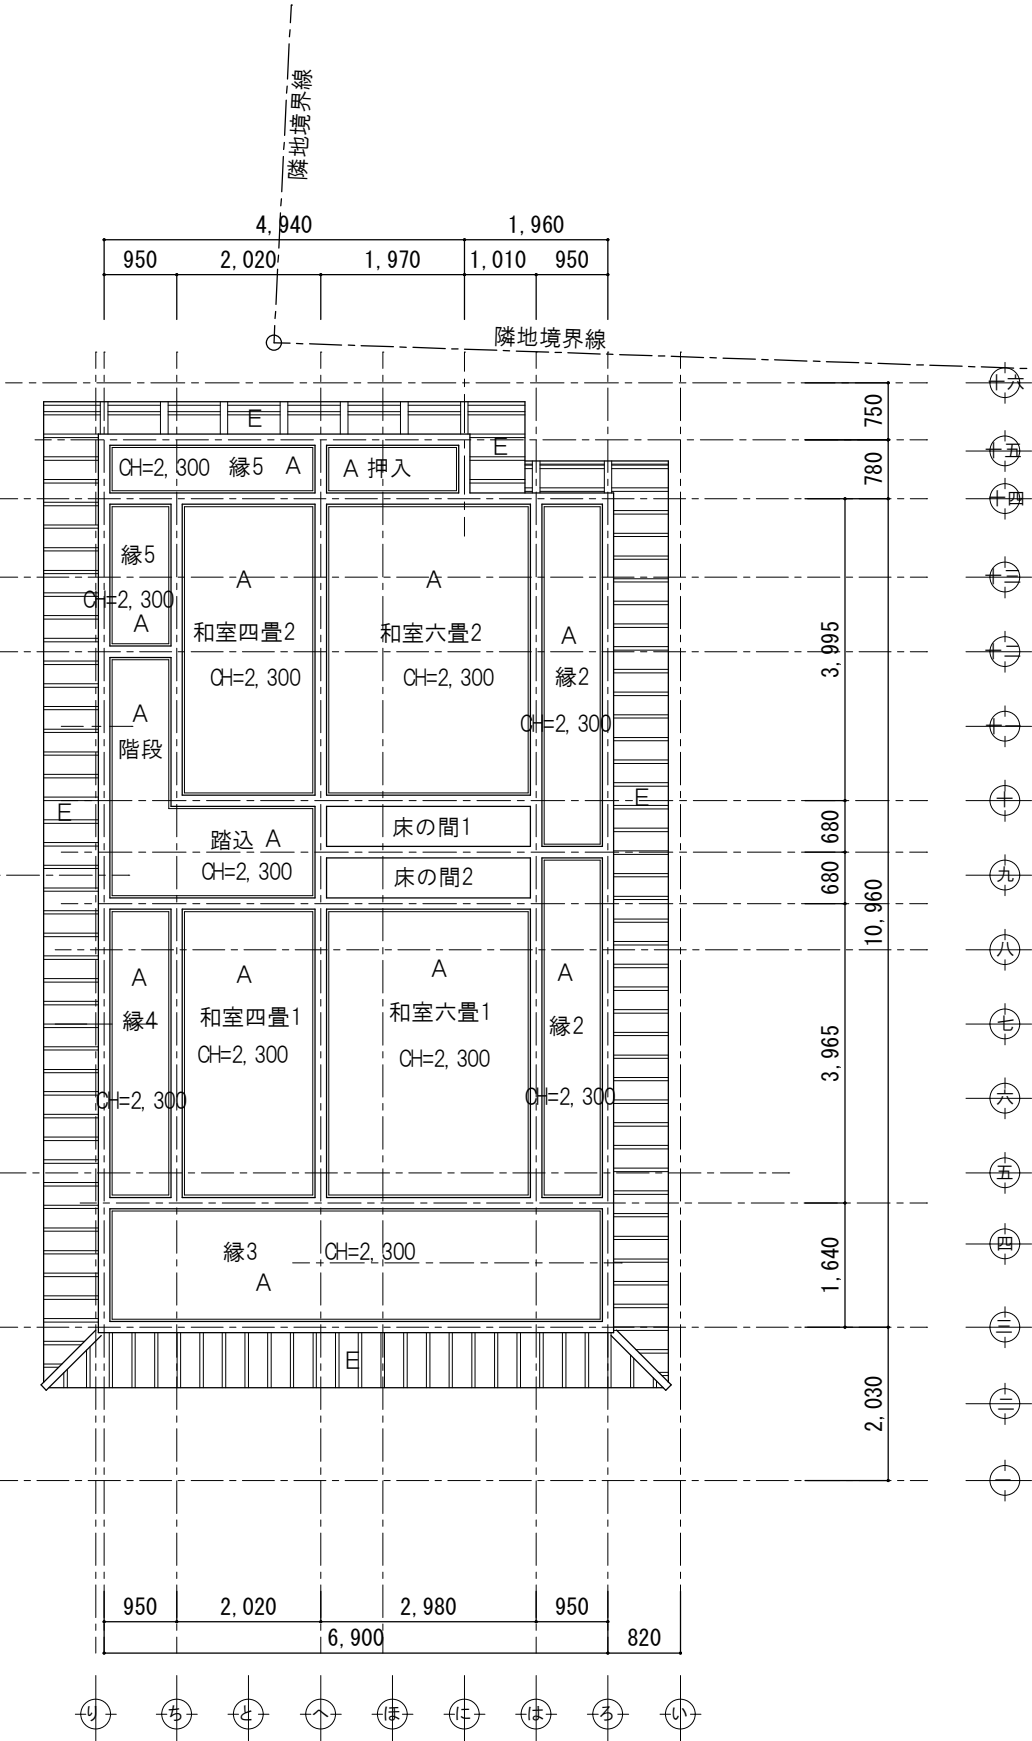 隣地境界線
4,940
1,960
950
2,020
1,970
1,010
950
隣地境界線
十六
750
E
E
十五
CH=2,300 縁5 A
A 押入
780
十四
縁5
CH=2,300
A
A
和室四畳2
CH=2,300
A
和室六畳2
CH=2,300
A
縁2
CH=2,300
3,995
十三
十二
A
階段
十一
E
E
十
踏込 A
CH=2,300
床の間1
680
床の間2
680
九
10,960
八
A
縁4
CH=2,300
A
和室四畳1
CH=2,300
A
和室六畳1
CH=2,300
A
縁2
CH=2,300
3,965
七
六
五
縁3
CH=2,300
A
1,640
四
三
E
2,030
二
一
950
2,020
2,980
950
6,900
820
り
ち
と
へ
ほ
に
は
ろ
い